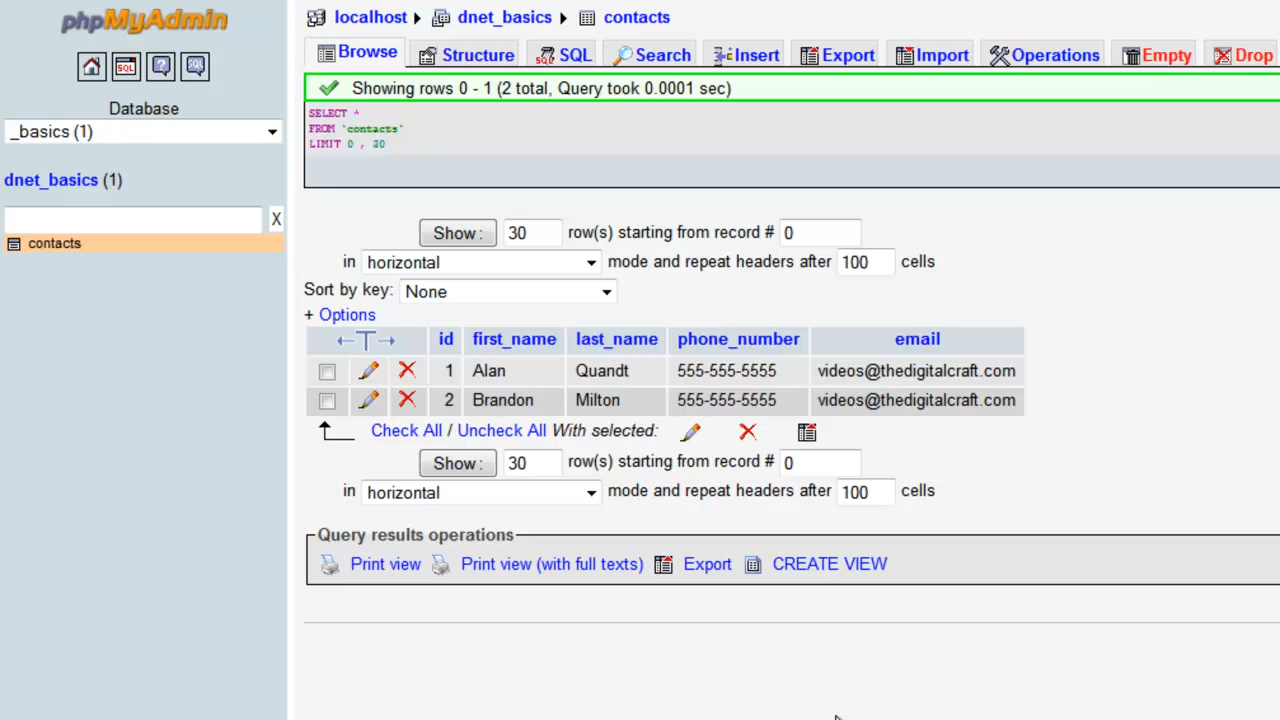 phpMyAdmin
localhost dnet_basics contacts
Browse Structure SQL Search Insert Export Import Operations Empty Drop
SQL ? SQL
Database
_basics (1)
dnet_basics (1)
X
contacts
Showing rows 0 - 1 (2 total, Query took 0.0001 sec)
SELECT *
FROM `contacts`
LIMIT 0 , 30
Show : 30 row(s) starting from record # 0
in horizontal mode and repeat headers after 100 cells
Sort by key: None
+ Options
←T→ id first_name last_name phone_number email
1 Alan Quandt 555-555-5555 videos@thedigitalcraft.com
2 Brandon Milton 555-555-5555 videos@thedigitalcraft.com
Check All / Uncheck All With selected:
Show : 30 row(s) starting from record # 0
in horizontal mode and repeat headers after 100 cells
Query results operations
Print view Print view (with full texts) Export CREATE VIEW